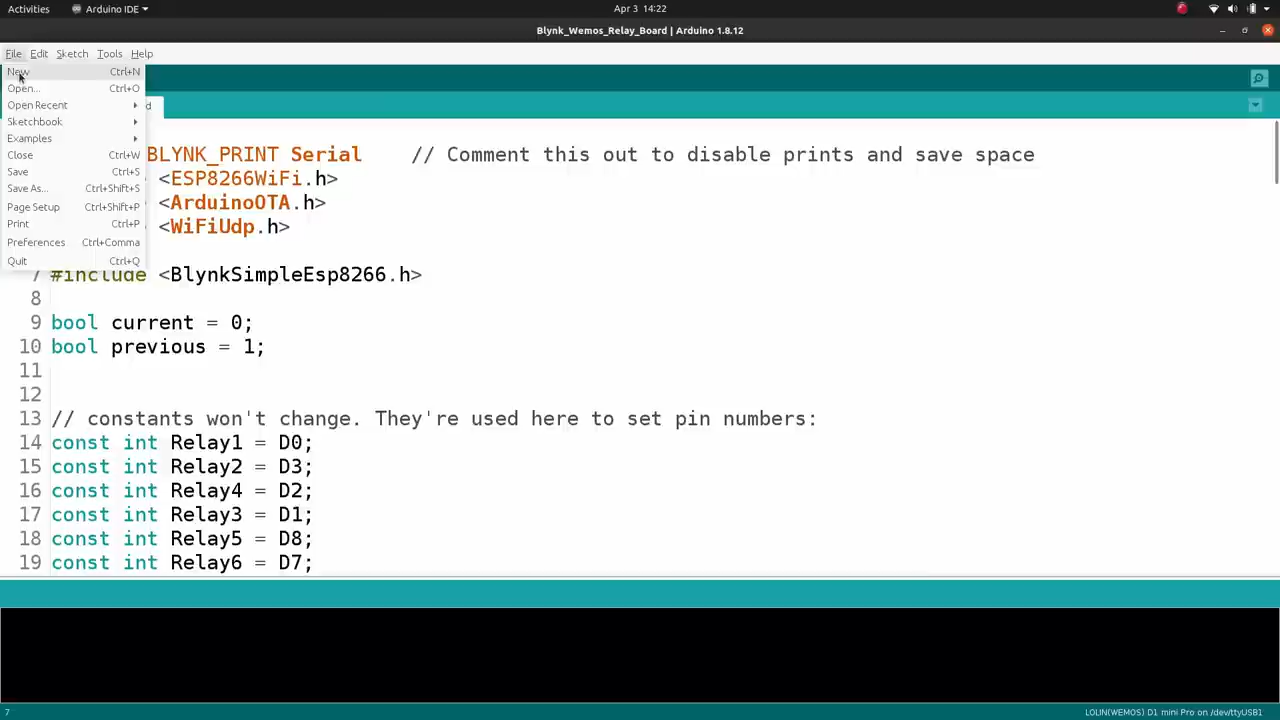 Activities Arduino IDE Apr 3 14:22
Blynk_Wemos_Relay_Board | Arduino 1.8.12
File Edit Sketch Tools Help
New Ctrl+N
Open... Ctrl+O
Open Recent
Sketchbook
Examples
Close Ctrl+W
Save Ctrl+S
Save As... Ctrl+Shift+S
Page Setup Ctrl+Shift+P
Print Ctrl+P
Preferences Ctrl+Comma
Quit Ctrl+Q
d
BLYNK_PRINT Serial // Comment this out to disable prints and save space
<ESP8266WiFi.h>
<ArduinoOTA.h>
<WiFiUdp.h>
7 #include <BlynkSimpleEsp8266.h>
8
9 bool current = 0;
10 bool previous = 1;
11
12
13 // constants won't change. They're used here to set pin numbers:
14 const int Relay1 = D0;
15 const int Relay2 = D3;
16 const int Relay4 = D2;
17 const int Relay3 = D1;
18 const int Relay5 = D8;
19 const int Relay6 = D7;
7 LOLIN(WEMOS) D1 mini Pro on /dev/ttyUSB1